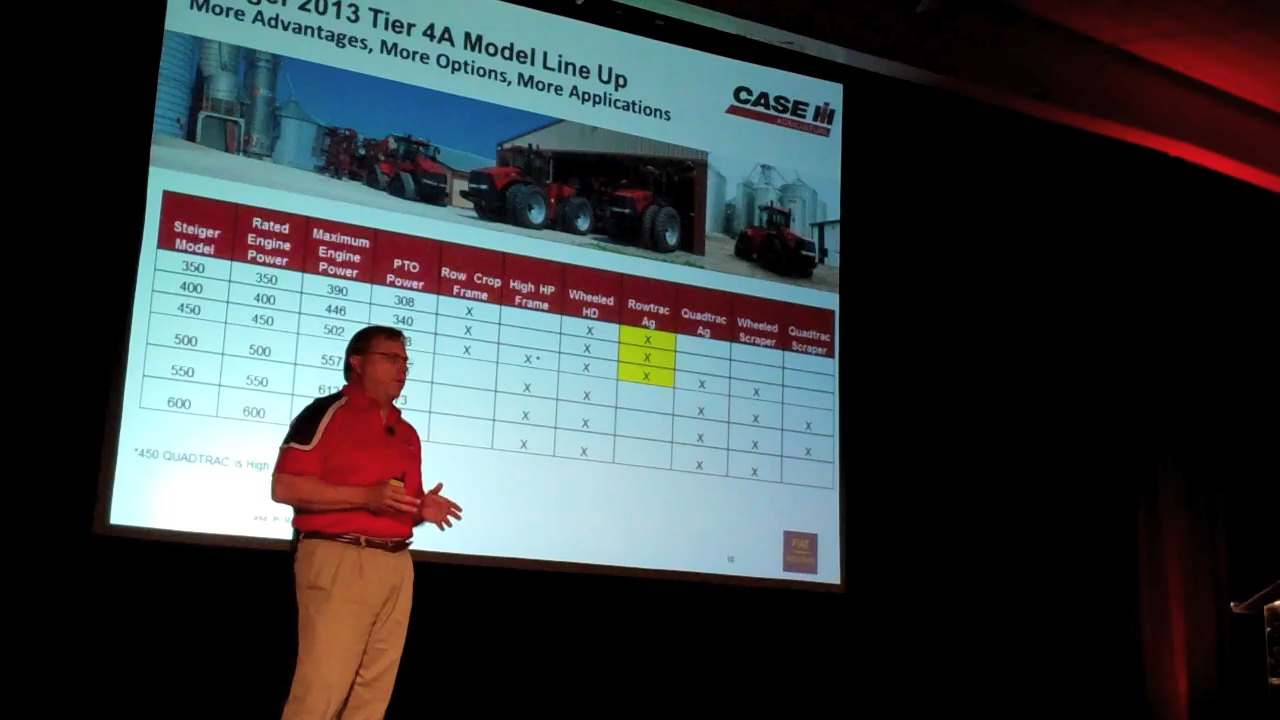 2013 Tier 4A Model Line Up
More Advantages, More Options, More Applications
CASE IH
AGRICULTURE
Steiger Model Rated Engine Power Maximum Engine Power PTO Power Row Crop Frame High HP Frame Wheeled HD Rowtrac Ag Quadtrac Ag Wheeled Scraper Quadtrac Scraper
350 350 390 308 X X X
400 400 446 340 X X X
450 450 502 X X* X X X X
500 500 557 X X X X X
550 550 X X X X X
600 600 X X X X
*450 QUADTRAC is High
15
FIAT